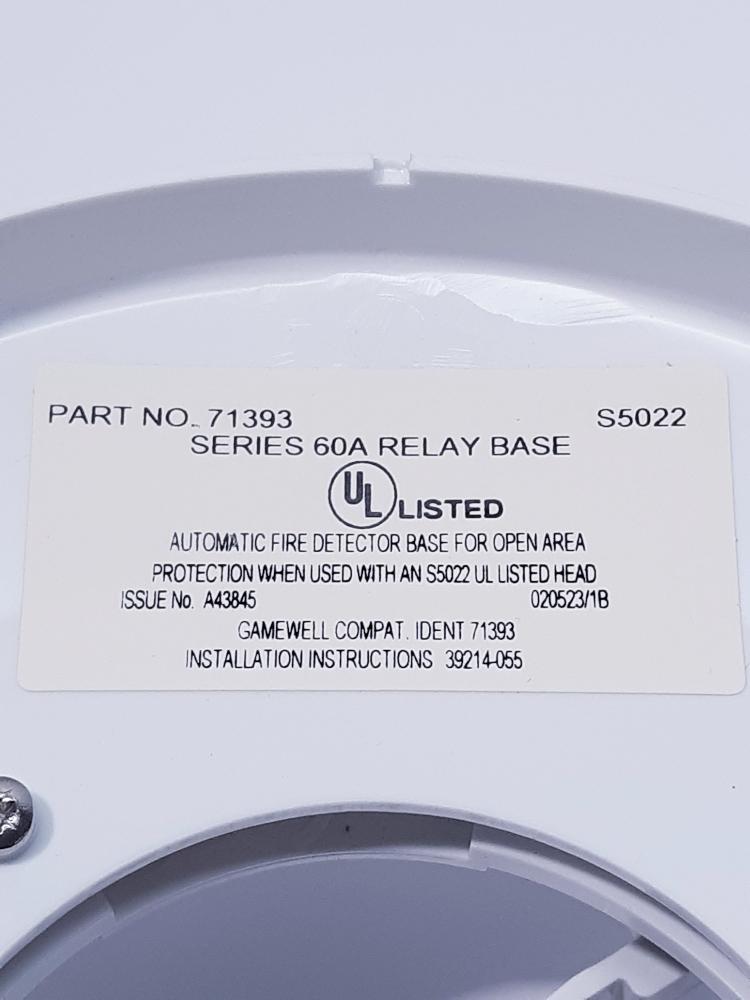 PART NO. 71393 S5022
SERIES 60A RELAY BASE
UL LISTED
AUTOMATIC FIRE DETECTOR BASE FOR OPEN AREA
PROTECTION WHEN USED WITH AN S5022 UL LISTED HEAD
ISSUE No. A43845 020523/1B
GAMEWELL COMPAT. IDENT 71393
INSTALLATION INSTRUCTIONS 39214-055